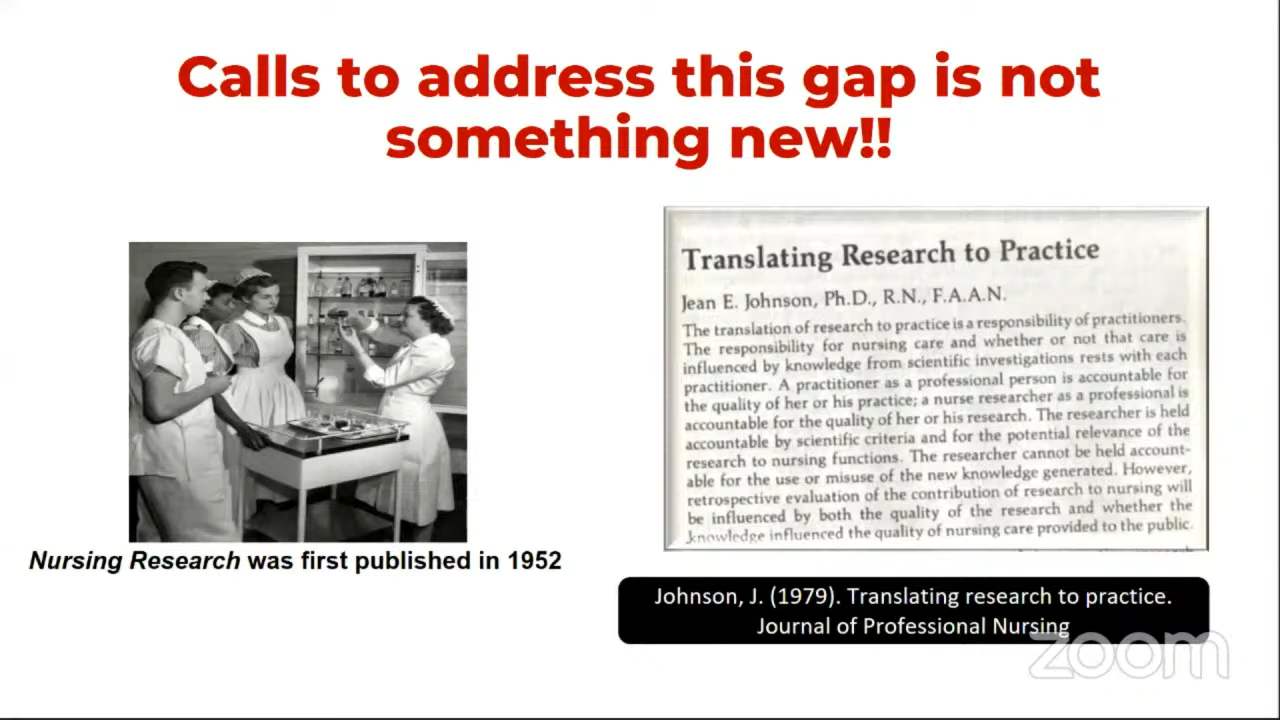 Calls to address this gap is not
something new!!
Nursing Research was first published in 1952
Translating Research to Practice
Jean E. Johnson, Ph.D., R.N., F.A.A.N.
The translation of research to practice is a responsibility of practitioners.
The responsibility for nursing care and whether or not that care is
influenced by knowledge from scientific investigations rests with each
practitioner. A practitioner as a professional person is accountable for
the quality of her or his practice; a nurse researcher as a professional is
accountable for the quality of her or his research. The researcher is held
accountable by scientific criteria and for the potential relevance of the
research to nursing functions. The researcher cannot be held account-
able for the use or misuse of the new knowledge generated. However,
retrospective evaluation of the contribution of research to nursing will
be influenced by both the quality of the research and whether the
knowledge influenced the quality of nursing care provided to the public.
Johnson, J. (1979). Translating research to practice.
Journal of Professional Nursing
zoom